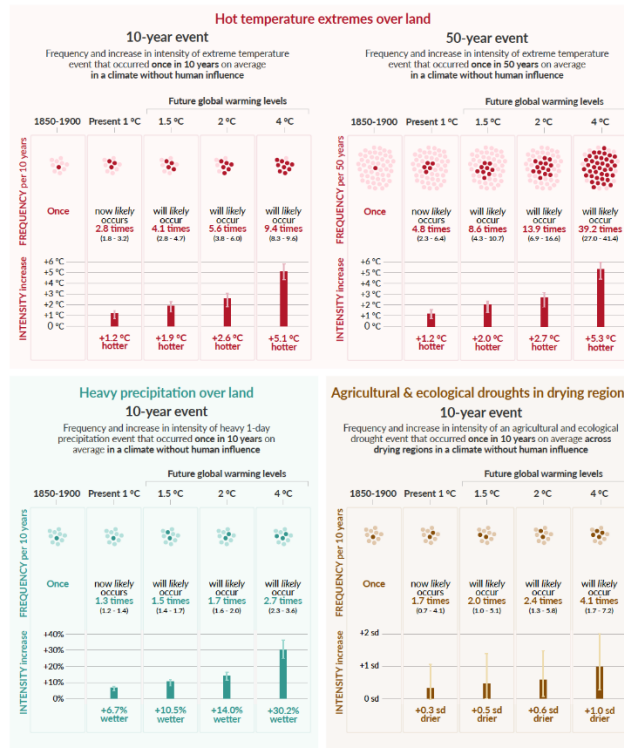 Hot temperature extremes over land
10-year event
Frequency and increase in intensity of extreme temperature
event that occurred once in 10 years on average
in a climate without human influence
Future global warming levels
1850-1900 Present 1 °C 1.5 °C 2 °C 4 °C
FREQUENCY per 10 years
Once
now likely
occurs
2.8 times
(1.8 - 3.2)
will likely
occur
4.1 times
(2.8 - 4.7)
will likely
occur
5.6 times
(3.8 - 6.0)
will likely
occur
9.4 times
(8.3 - 9.6)
INTENSITY increase
+6 °C
+5 °C
+4 °C
+3 °C
+2 °C
+1 °C
0 °C
+1.2 °C
hotter
+1.9 °C
hotter
+2.6 °C
hotter
+5.1 °C
hotter
50-year event
Frequency and increase in intensity of extreme temperature
event that occurred once in 50 years on average
in a climate without human influence
Future global warming levels
1850-1900 Present 1 °C 1.5 °C 2 °C 4 °C
FREQUENCY per 50 years
Once
now likely
occurs
4.8 times
(2.3 - 6.4)
will likely
occur
8.6 times
(4.3 - 10.7)
will likely
occur
13.9 times
(6.9 - 16.6)
will likely
occur
39.2 times
(27.0 - 41.4)
INTENSITY increase
+6 °C
+5 °C
+4 °C
+3 °C
+2 °C
+1 °C
0 °C
+1.2 °C
hotter
+2.0 °C
hotter
+2.7 °C
hotter
+5.3 °C
hotter
Heavy precipitation over land
10-year event
Frequency and increase in intensity of heavy 1-day
precipitation event that occurred once in 10 years on
average in a climate without human influence
Future global warming levels
1850-1900 Present 1 °C 1.5 °C 2 °C 4 °C
FREQUENCY per 10 years
Once
now likely
occurs
1.3 times
(1.2 - 1.4)
will likely
occur
1.5 times
(1.4 - 1.7)
will likely
occur
1.7 times
(1.6 - 2.0)
will likely
occur
2.7 times
(2.3 - 3.6)
INTENSITY increase
+40%
+30%
+20%
+10%
0%
+6.7%
wetter
+10.5%
wetter
+14.0%
wetter
+30.2%
wetter
Agricultural & ecological droughts in drying region
10-year event
Frequency and increase in intensity of an agricultural and ecological
drought event that occurred once in 10 years on average across
drying regions in a climate without human influence
Future global warming levels
1850-1900 Present 1 °C 1.5 °C 2 °C 4 °C
FREQUENCY per 10 years
Once
now likely
occurs
1.7 times
(0.7 - 4.1)
will likely
occur
2.0 times
(1.0 - 5.1)
will likely
occur
2.4 times
(1.3 - 5.8)
will likely
occur
4.1 times
(1.7 - 7.2)
INTENSITY increase
+2 sd
+1 sd
0 sd
+0.3 sd
drier
+0.5 sd
drier
+0.6 sd
drier
+1.0 sd
drier